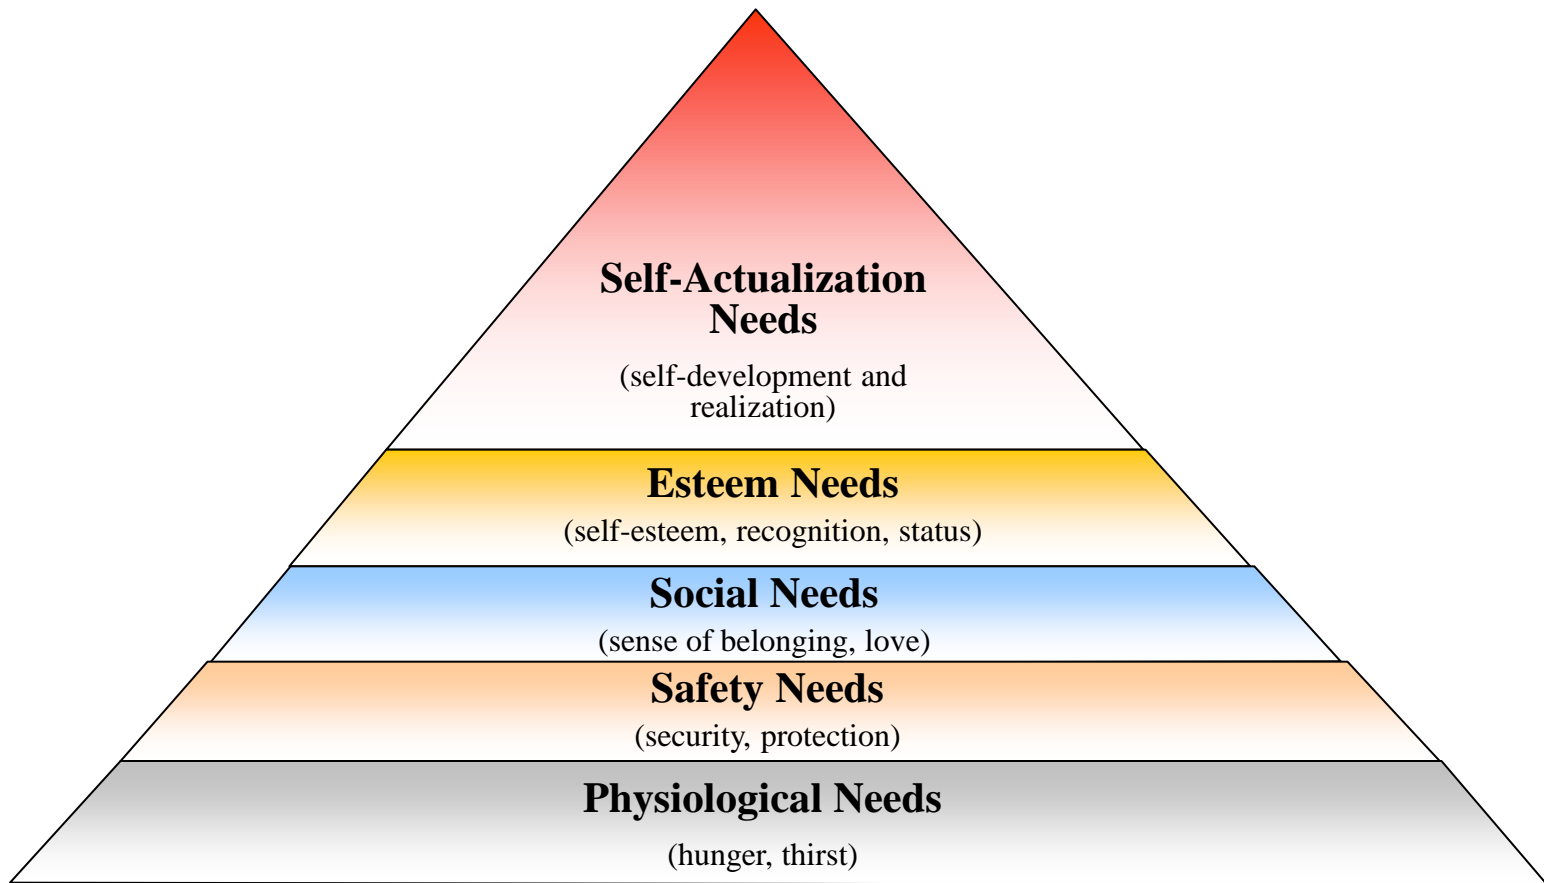 Self-Actualization
Needs
(self-development and
realization)
Esteem Needs
(self-esteem, recognition, status)
Social Needs
(sense of belonging, love)
Safety Needs
(security, protection)
Physiological Needs
(hunger, thirst)